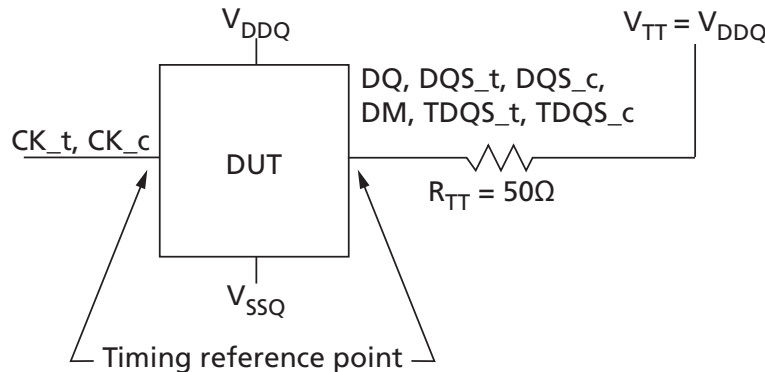 V_DDQ
V_TT = V_DDQ
DQ, DQS_t, DQS_c,
DM, TDQS_t, TDQS_c
CK_t, CK_c
DUT
R_TT = 50Ω
V_SSQ
Timing reference point